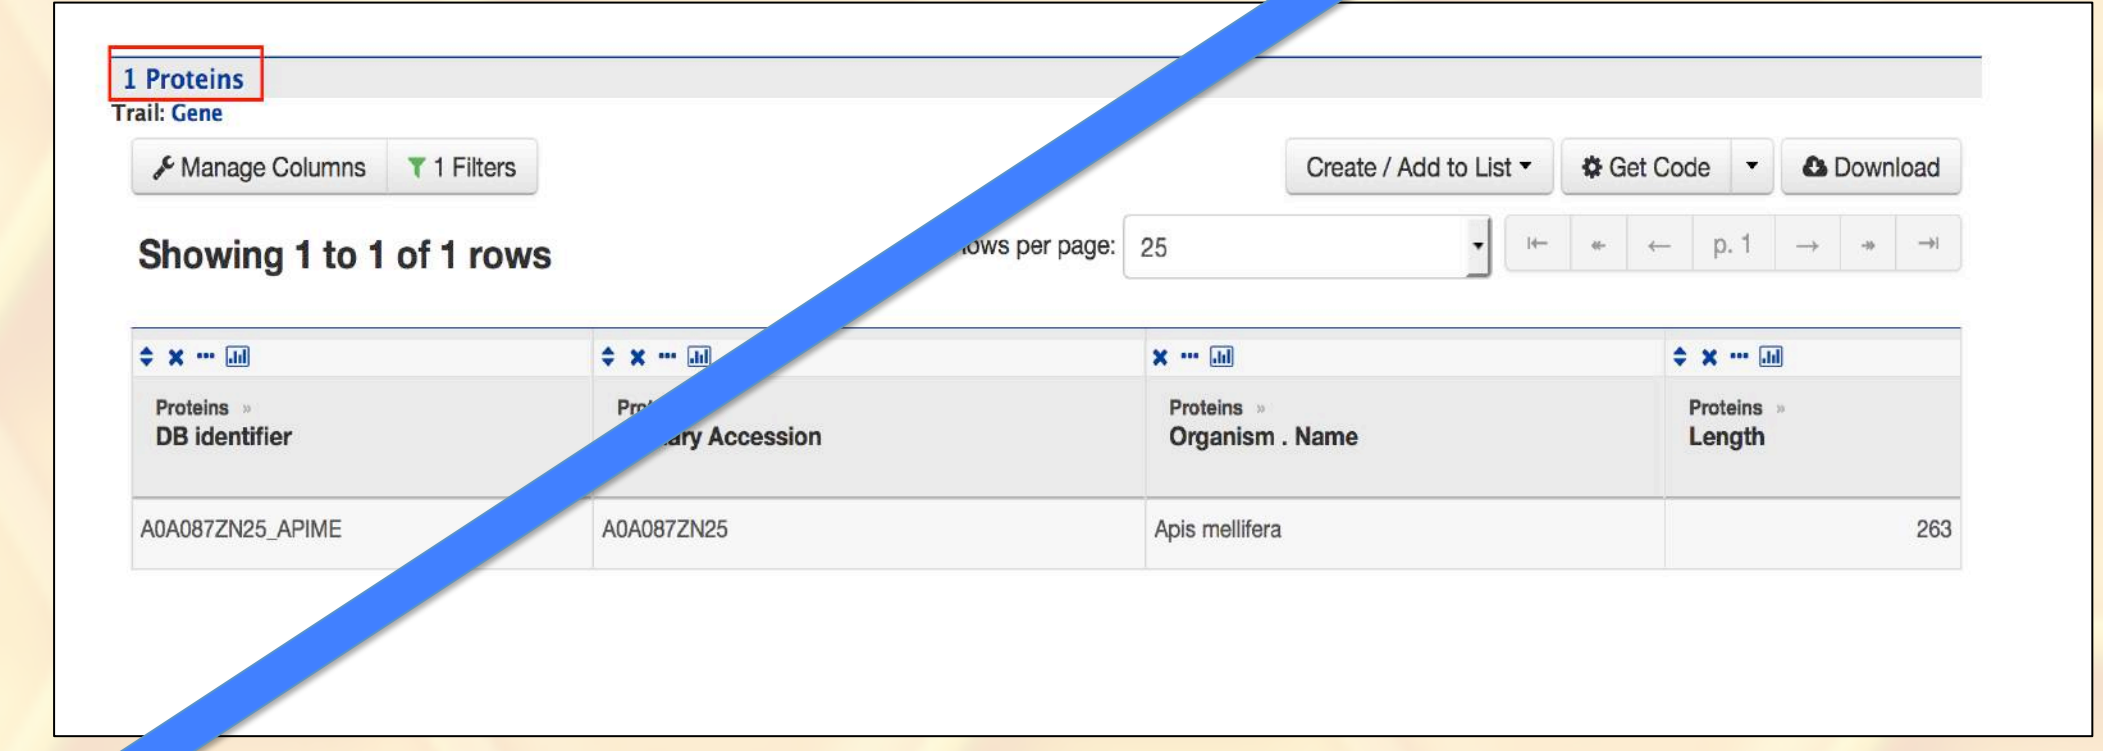 1 Proteins
Trail: Gene
Manage Columns 1 Filters Create / Add to List Get Code Download
Showing 1 to 1 of 1 rows per page: 25 p. 1
Proteins » Proteins » Proteins »
DB identifier Accession Organism . Name Length
A0A087ZN25_APIME A0A087ZN25 Apis mellifera 263